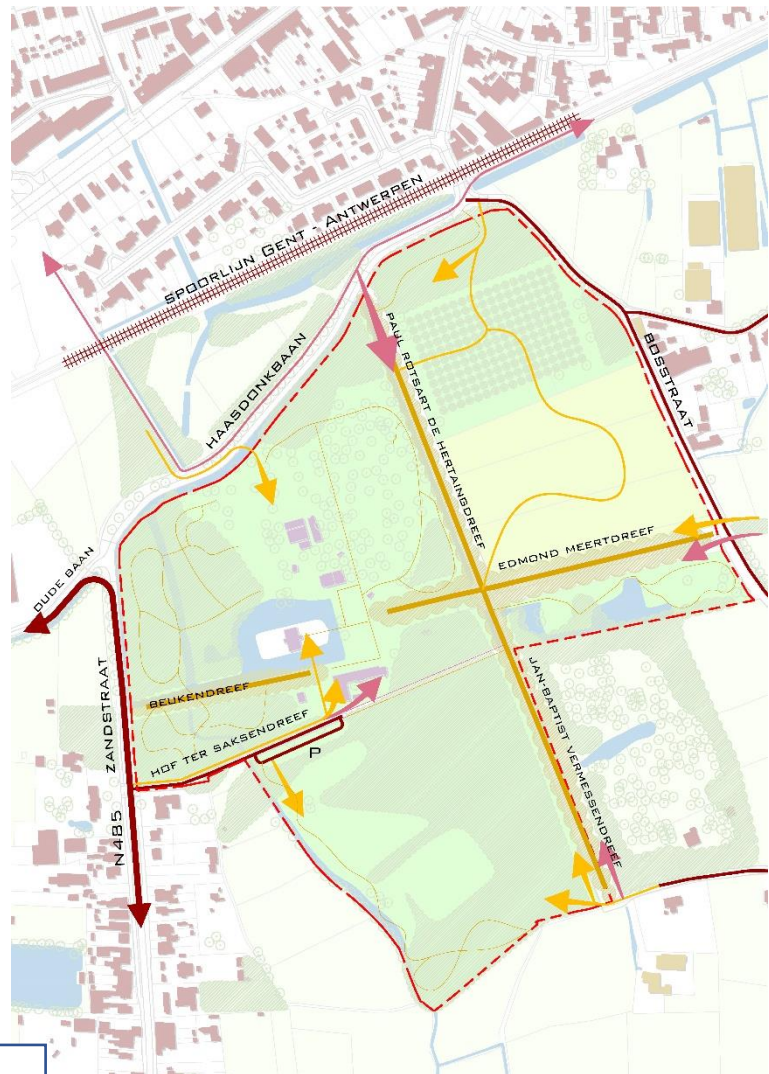 SPOORLIJN GENT - ANTWERPEN
HAASDONKBAAN
PAUL ROTSART DE HERTAINGDREEF
BOSSTRAAT
EDMOND MEERTDREEF
OUDE BAAN
ZANDSTRAAT
N485
BEUKENDREEF
HOF TER SAKSENDREEF
P
JAN-BAPTIST VERMESSENDREEF